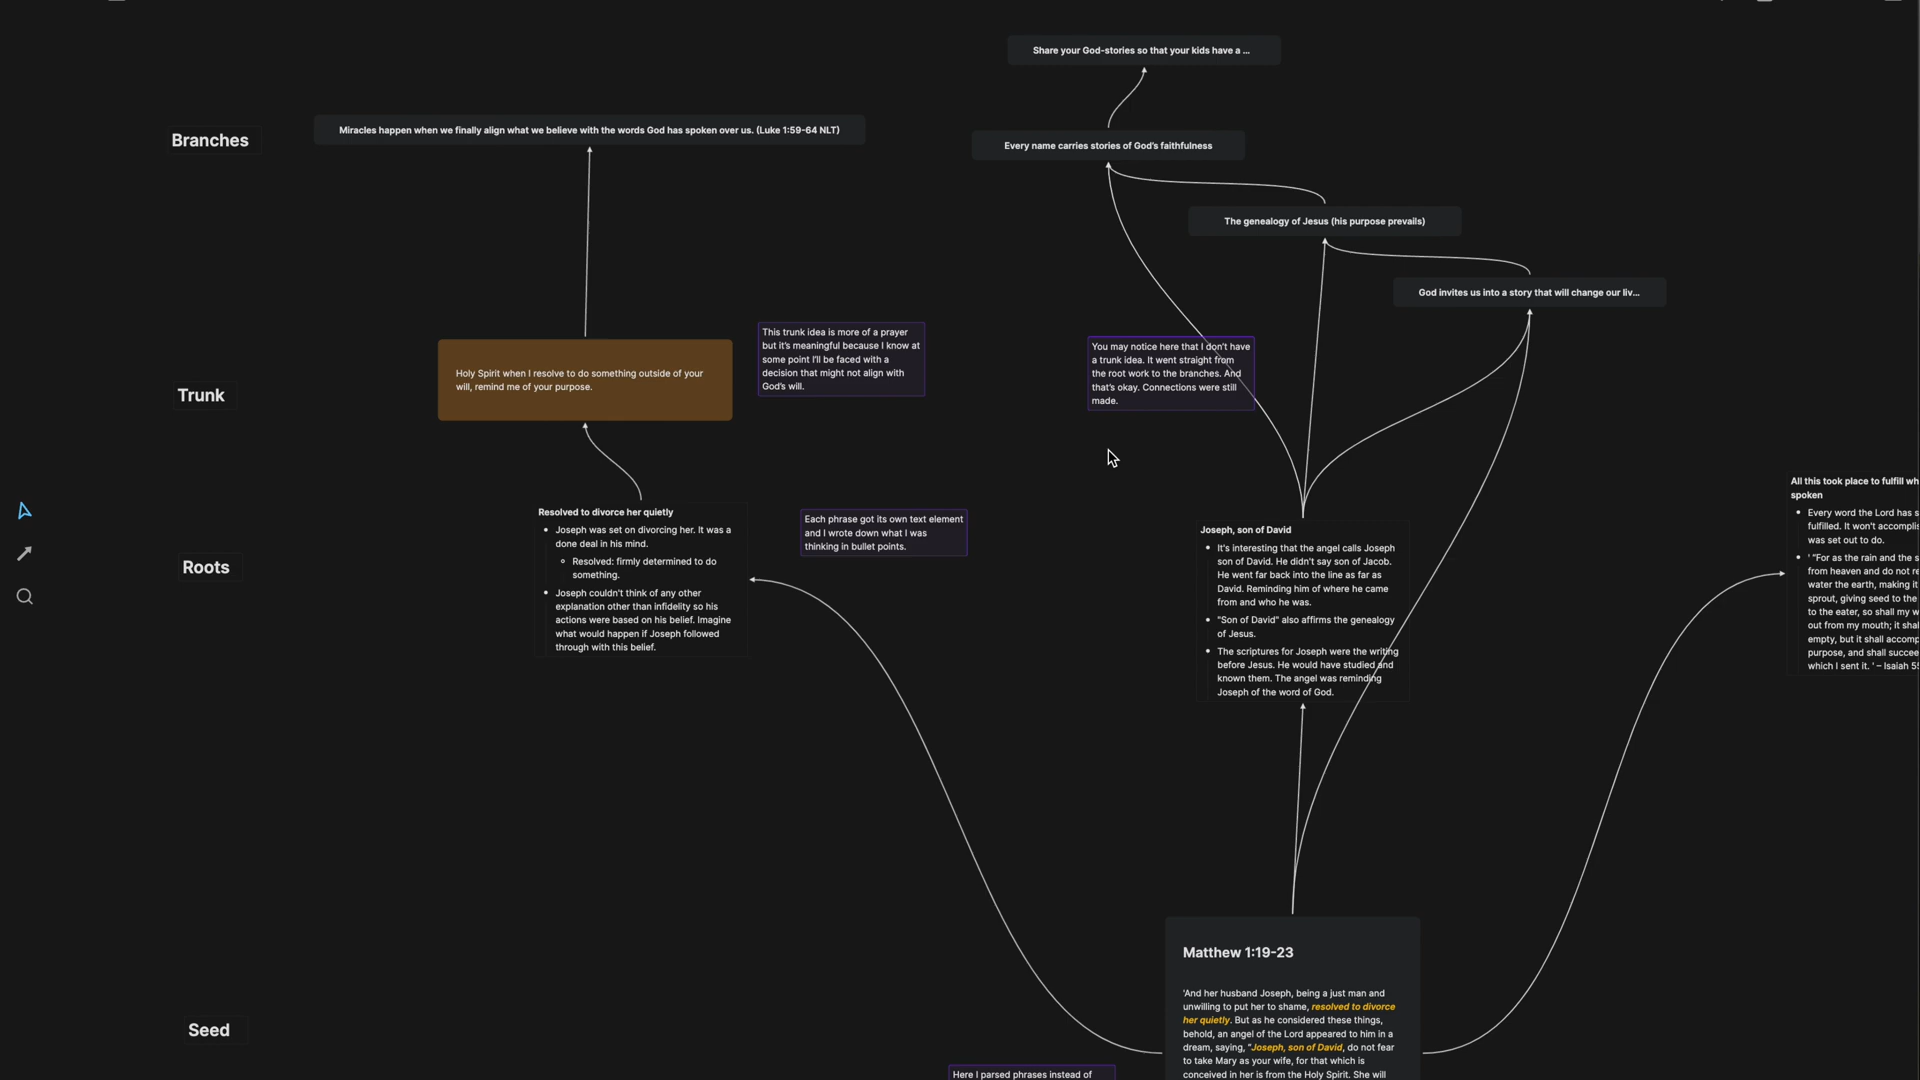 Share your God-stories so that your kids have a ...
Branches
Miracles happen when we finally align what we believe with the words God has spoken over us. (Luke 1:59-64 NLT)
Every name carries stories of God's faithfulness
The genealogy of Jesus (his purpose prevails)
God invites us into a story that will change our liv...
Trunk
Holy Spirit when I resolve to do something outside of your
will, remind me of your purpose.
This trunk idea is more of a prayer
but it's meaningful because I know at
some point I'll be faced with a
decision that might not align with
God's will.
You may notice here that I don't have
a trunk idea. It went straight from
the root work to the branches. And
that's okay. Connections were still
made.
Roots
Resolved to divorce her quietly
Joseph was set on divorcing her. It was a
done deal in his mind.
Resolved: firmly determined to do
something.
Joseph couldn't think of any other
explanation other than infidelity so his
actions were based on his belief. Imagine
what would happen if Joseph followed
through with this belief.
Each phrase got its own text element
and I wrote down what I was
thinking in bullet points.
Joseph, son of David
It's interesting that the angel calls Joseph
son of David. He didn't say son of Jacob.
He went far back into the line as far as
David. Reminding him of where he came
from and who he was.
"Son of David" also affirms the genealogy
of Jesus.
The scriptures for Joseph were the writing
before Jesus. He would have studied and
known them. The angel was reminding
Joseph of the word of God.
All this took place to fulfill
spoken
Every word the Lord has
fulfilled. It won't
was set out to do.
' "For as the rain and the
from heaven and do not
water the earth, making it
sprout, giving seed to the
to the eater, so shall my
out from my mouth; it
empty, but it shall
purpose, and shall
which I sent it. ' – Isaiah
Seed
Matthew 1:19-23
'And her husband Joseph, being a just man and
unwilling to put her to shame, resolved to divorce
her quietly. But as he considered these things,
behold, an angel of the Lord appeared to him in a
dream, saying, "Joseph, son of David, do not fear
to take Mary as your wife, for that which is
conceived in her is from the Holy Spirit. She will
Here I parsed phrases instead of